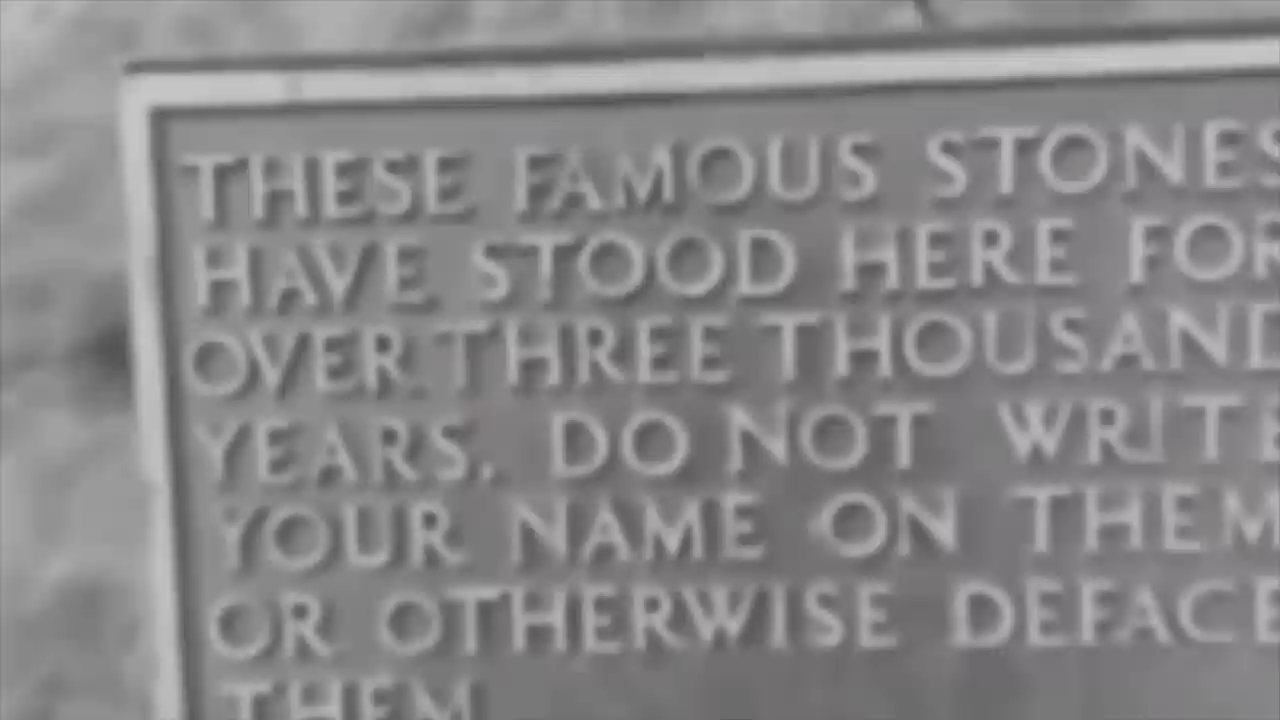 THESE FAMOUS STONES
HAVE STOOD HERE FOR
OVER THREE THOUSAND
YEARS. DO NOT WRITE
YOUR NAME ON THEM
OR OTHERWISE DEFACE
THEM